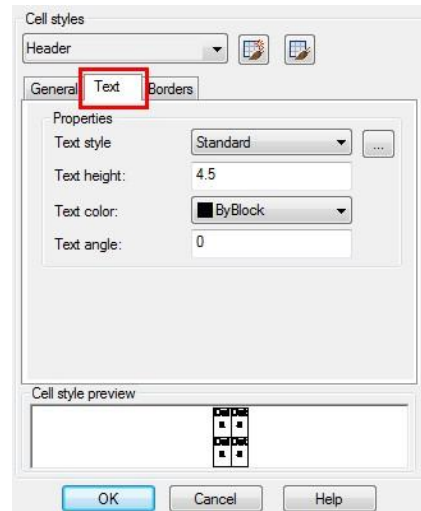 Cell styles
Header
General Text Borders
Properties
Text style Standard ...
Text height: 4.5
Text color: ByBlock
Text angle: 0
Cell style preview
OK Cancel Help